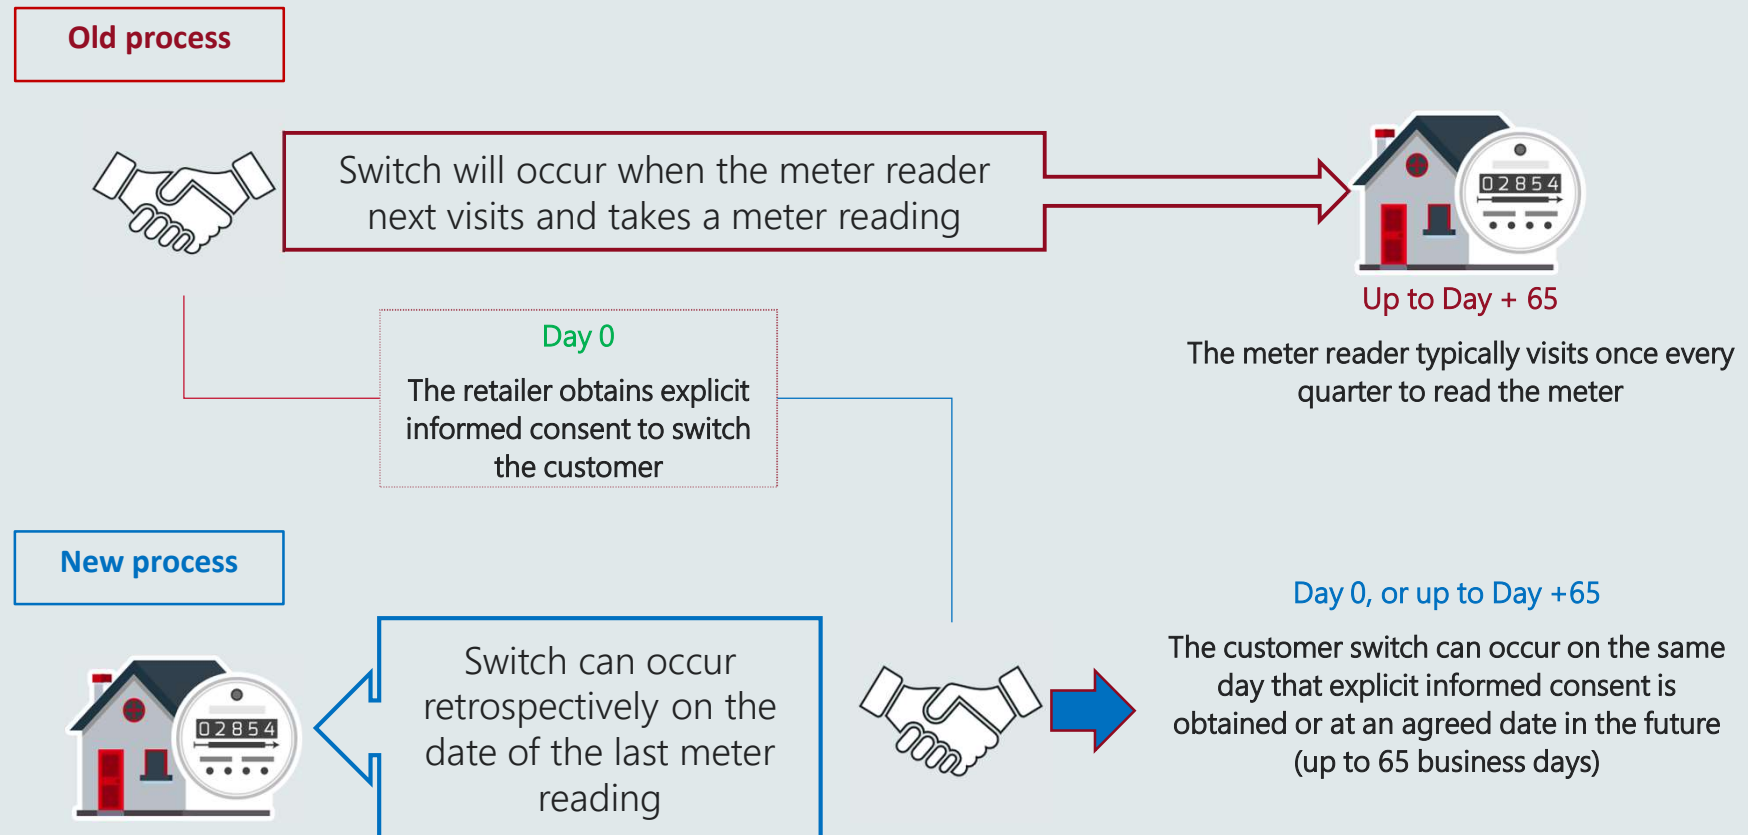 Old process
Switch will occur when the meter reader
next visits and takes a meter reading
02854
Up to Day + 65
The meter reader typically visits once every
quarter to read the meter
Day 0
The retailer obtains explicit
informed consent to switch
the customer
New process
02854
Switch can occur
retrospectively on the
date of the last meter
reading
Day 0, or up to Day +65
The customer switch can occur on the same
day that explicit informed consent is
obtained or at an agreed date in the future
(up to 65 business days)